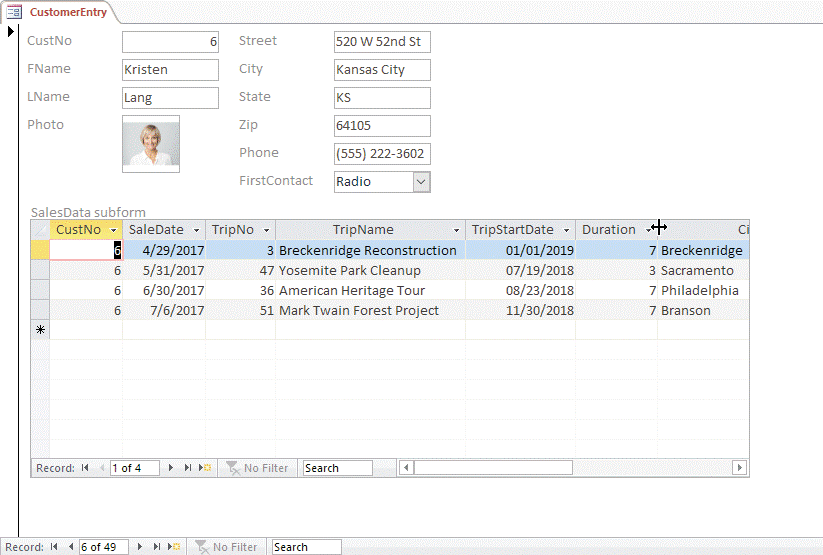 CustomerEntry
CustNo 6 Street 520 W 52nd St
FName Kristen City Kansas City
LName Lang State KS
Photo Zip 64105
Phone (555) 222-3602
FirstContact Radio
SalesData subform
CustNo SaleDate TripNo TripName TripStartDate Duration Ci
6 4/29/2017 3 Breckenridge Reconstruction 01/01/2019 7 Breckenridge
6 5/31/2017 47 Yosemite Park Cleanup 07/19/2018 3 Sacramento
6 6/30/2017 36 American Heritage Tour 08/23/2018 7 Philadelphia
6 7/6/2017 51 Mark Twain Forest Project 11/30/2018 7 Branson
Record: 1 of 4 No Filter Search
Record: 6 of 49 No Filter Search